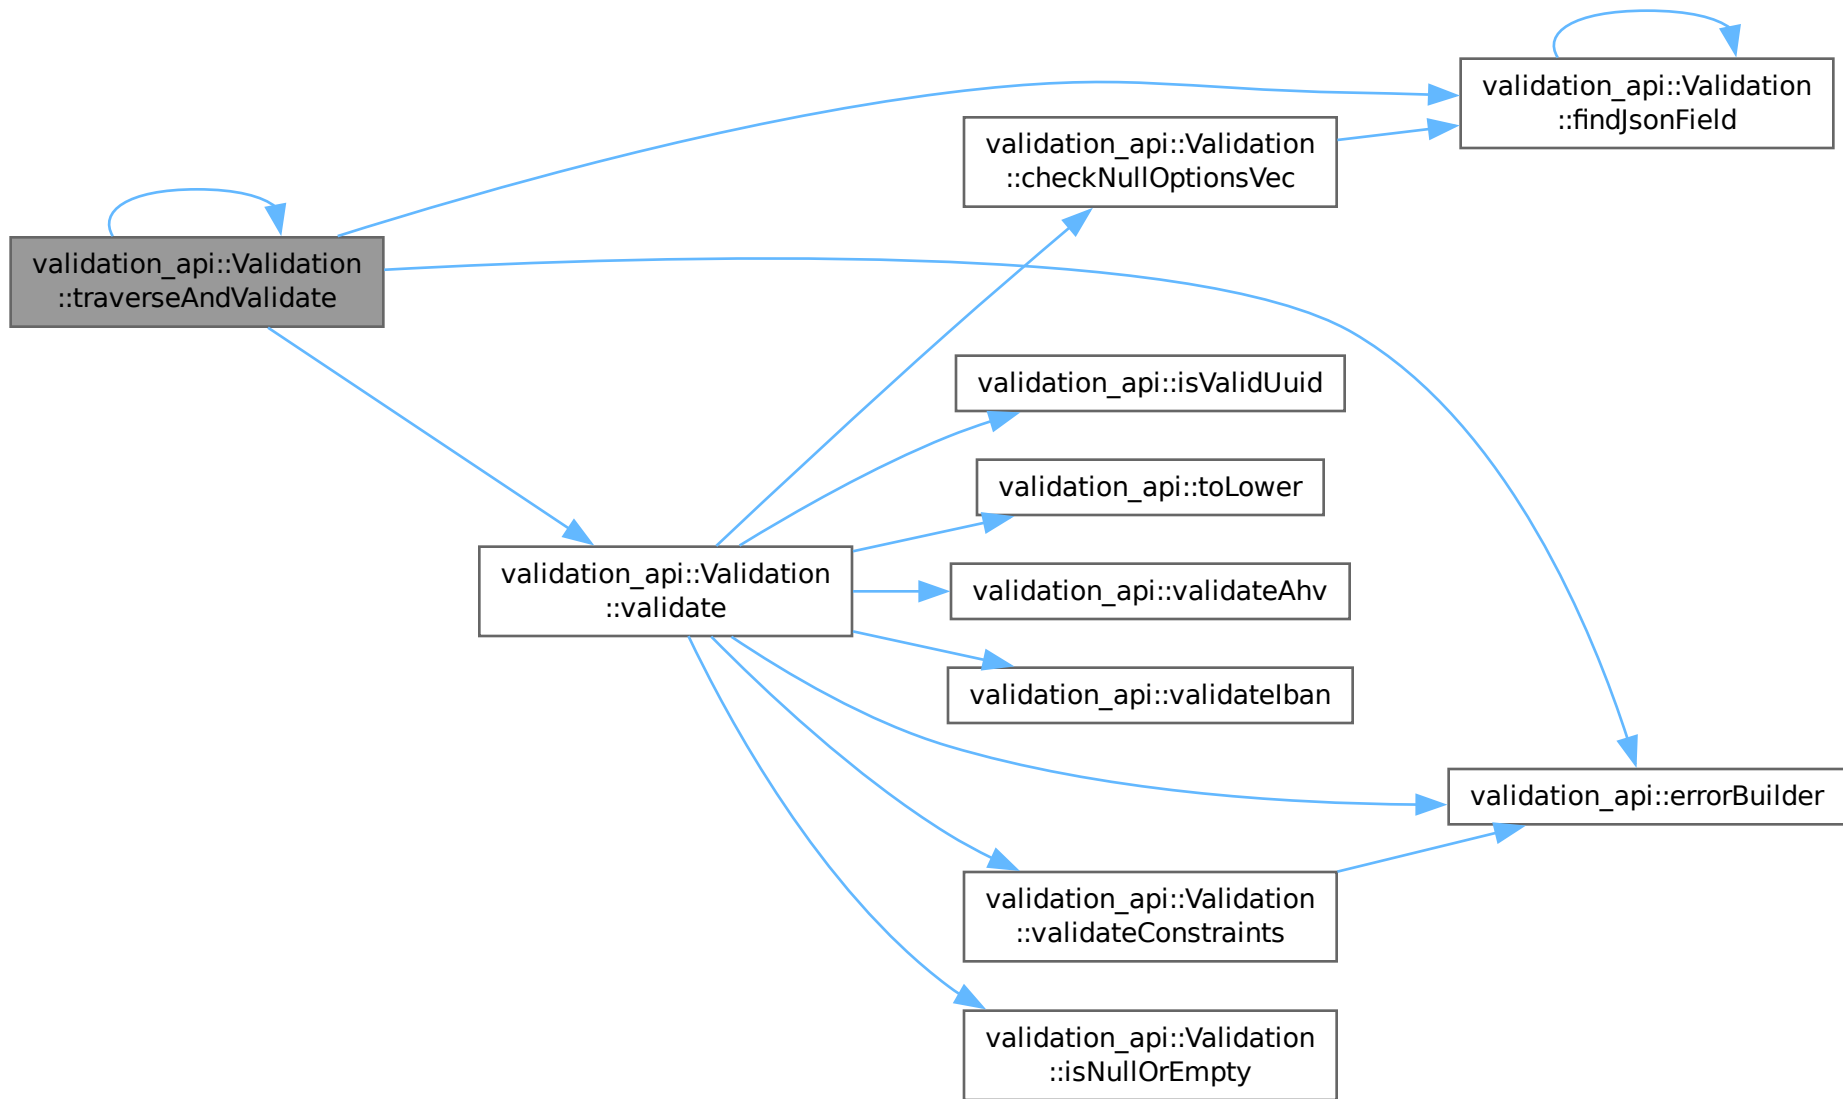 validation_api::Validation
::traverseAndValidate
validation_api::Validation
::findJsonField
validation_api::Validation
::checkNullOptionsVec
validation_api::isValidUuid
validation_api::toLower
validation_api::Validation
::validate
validation_api::validateAhv
validation_api::validateIban
validation_api::errorBuilder
validation_api::Validation
::validateConstraints
validation_api::Validation
::isNullOrEmpty